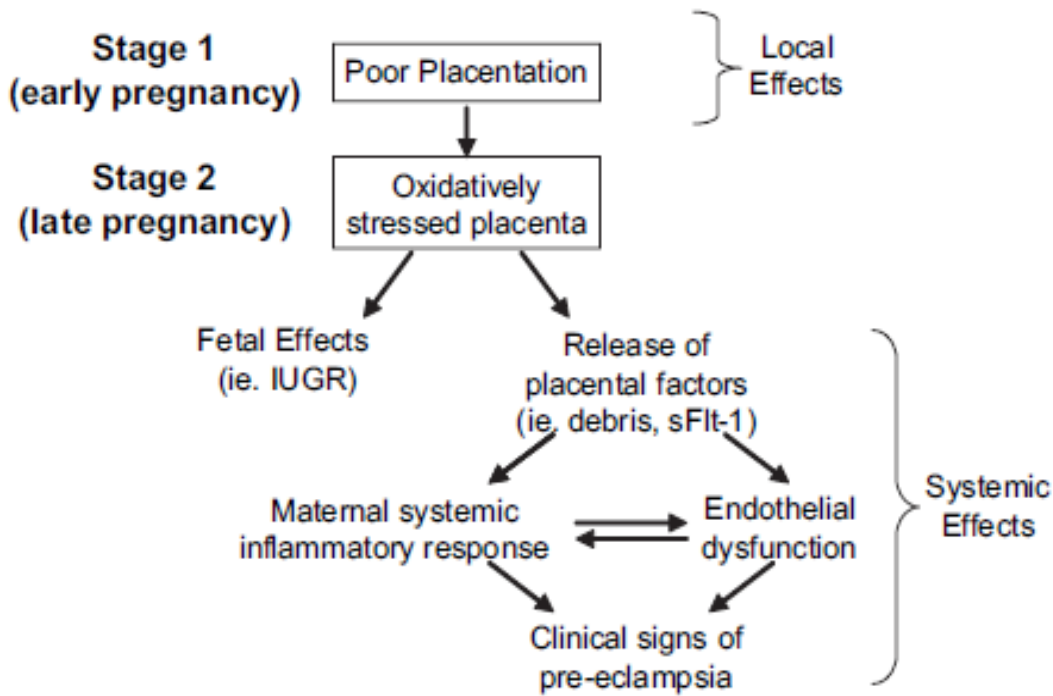 Stage 1
(early pregnancy)
Poor Placentation
Local
Effects
Stage 2
(late pregnancy)
Oxidatively
stressed placenta
Fetal Effects
(ie. IUGR)
Release of
placental factors
(ie. debris, sFlt-1)
Maternal systemic
inflammatory response
Endothelial
dysfunction
Systemic
Effects
Clinical signs of
pre-eclampsia